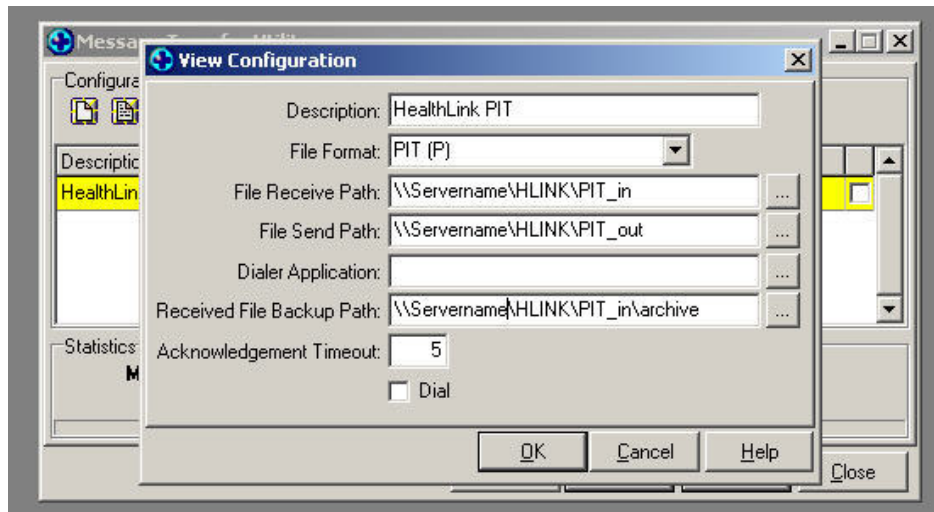 Messa
View Configuration
Configura
Description: HealthLink PIT
File Format: PIT (P)
Descriptio
HealthLin
File Receive Path: \\Servername\HLINK\PIT_in
...
File Send Path: \\Servername\HLINK\PIT_out
...
Dialer Application:
...
Received File Backup Path: \\Servername\HLINK\PIT_in\archive
...
Statistics
Acknowledgement Timeout: 5
M
Dial
OK Cancel Help
Close